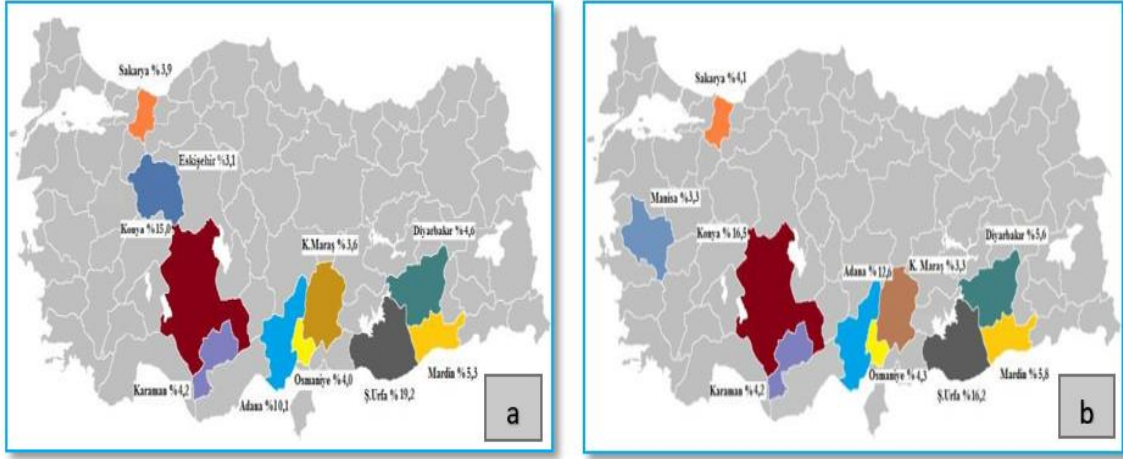 Sakarya %3,9
Eskişehir %3,1
Konya %15,0
K.Maraş %3,6
Diyarbakır %4,6
Karaman %4,2
Adana %10,1
Osmaniye %4,0
Ş.Urfa %19,2
Mardin %5,3
a
Sakarya %4,1
Manisa %3,3
Konya %16,5
Adana %12,6
K. Maraş %3,3
Diyarbakır %5,6
Karaman %4,2
Osmaniye %4,3
Ş.Urfa %16,2
Mardin %5,8
b